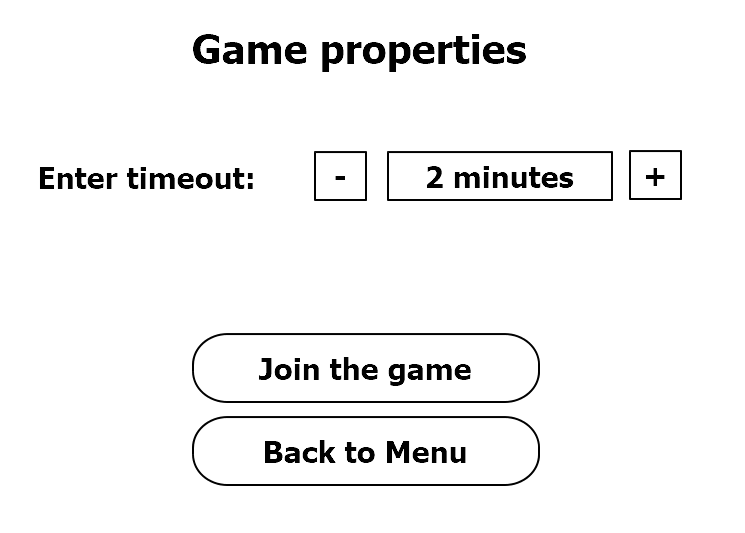 Game properties
Enter timeout: - 2 minutes +
Join the game
Back to Menu